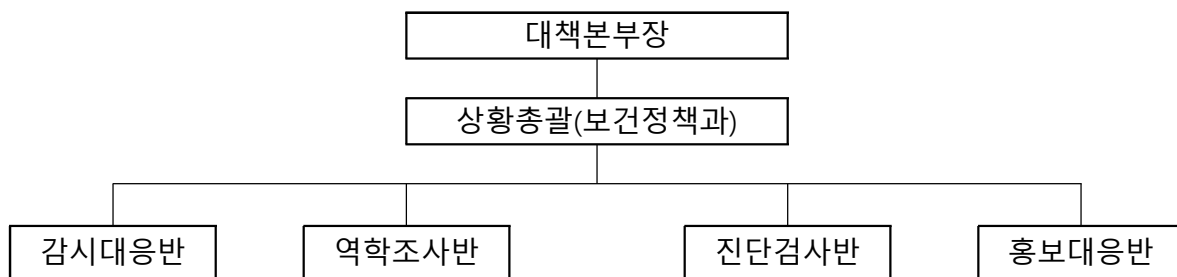 대책본부장
상황총괄(보건정책과)
감시대응반
역학조사반
진단검사반
홍보대응반